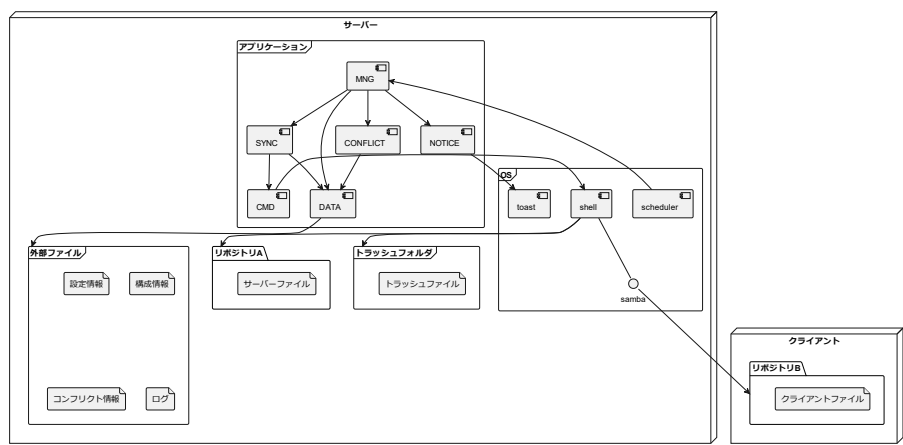 サーバー
アプリケーション
MNG
SYNC
CONFLICT
NOTICE
CMD
DATA
OS
toast
shell
scheduler
samba
外部ファイル
設定情報
構成情報
コンフリクト情報
ログ
リポジトリA
サーバーファイル
トラッシュフォルダ
トラッシュファイル
クライアント
リポジトリB
クライアントファイル